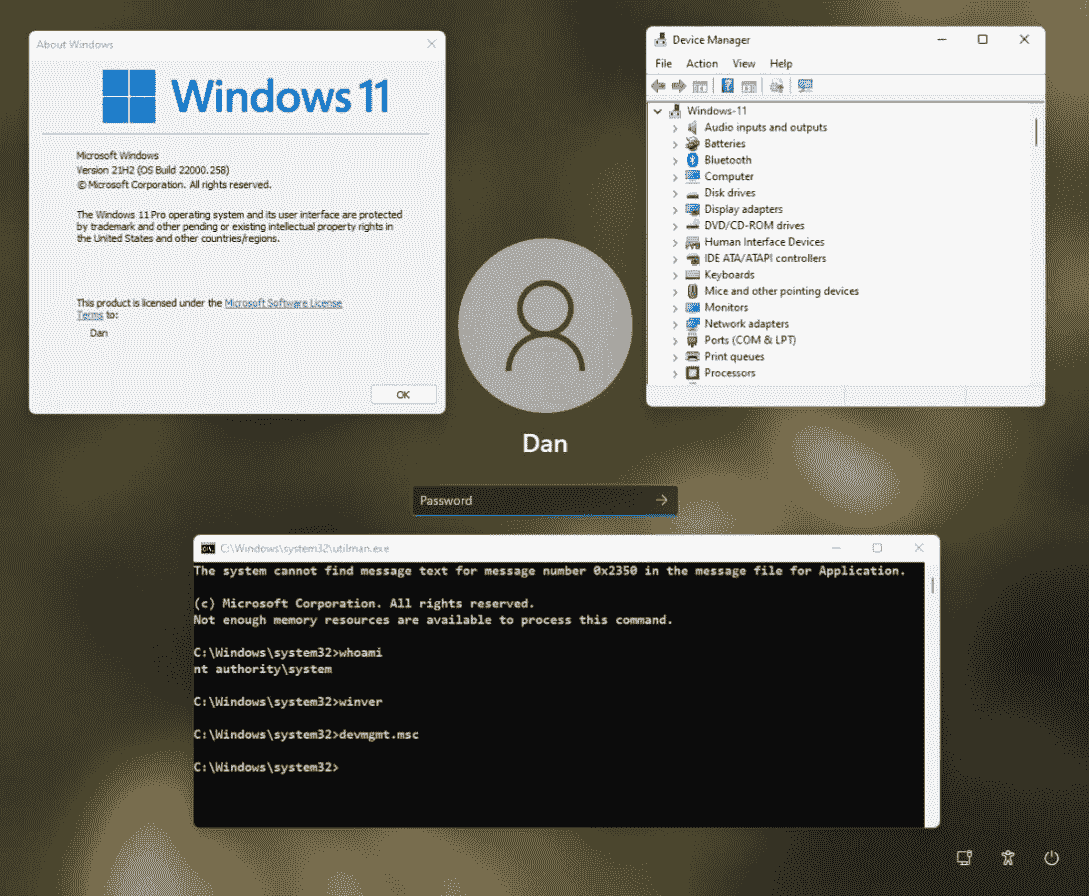 About Windows
Windows 11
Microsoft Windows
Version 21H2 (OS Build 22000.258)
© Microsoft Corporation. All rights reserved.
The Windows 11 Pro operating system and its user interface are protected
by trademark and other pending or existing intellectual property rights in
the United States and other countries/regions.
This product is licensed under the Microsoft Software License
Terms to:
Dan
OK
Device Manager
File Action View Help
Windows-11
Audio inputs and outputs
Batteries
Bluetooth
Computer
Disk drives
Display adapters
DVD/CD-ROM drives
Human Interface Devices
IDE ATA/ATAPI controllers
Keyboards
Mice and other pointing devices
Monitors
Network adapters
Ports (COM & LPT)
Print queues
Processors
Dan
Password
C:\Windows\system32\utilman.exe
The system cannot find message text for message number 0x2350 in the message file for Application.
(c) Microsoft Corporation. All rights reserved.
Not enough memory resources are available to process this command.
C:\Windows\system32>whoami
nt authority\system
C:\Windows\system32>winver
C:\Windows\system32>devmgmt.msc
C:\Windows\system32>